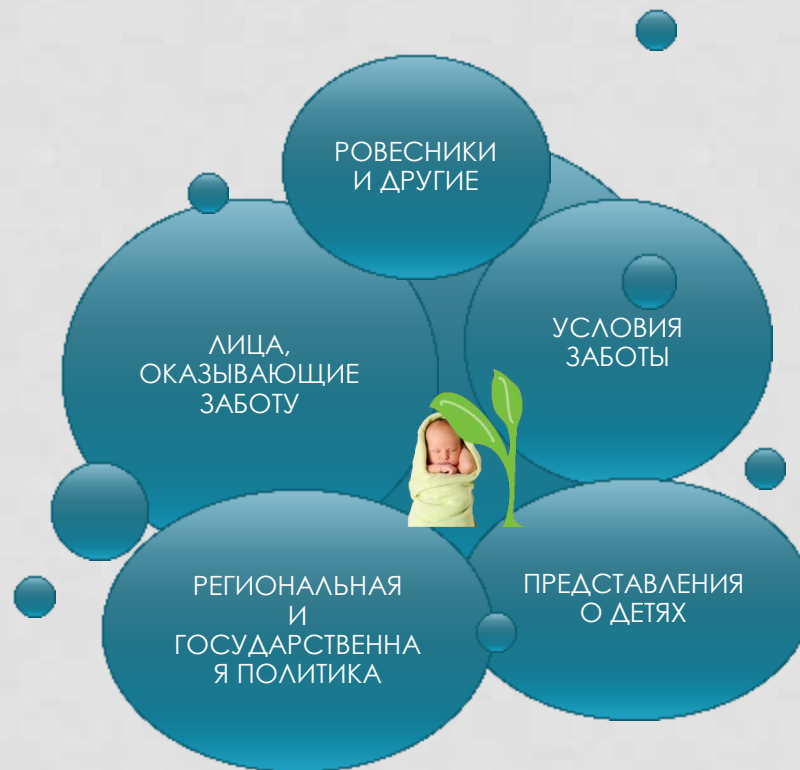 РОВЕСНИКИ
И ДРУГИЕ
УСЛОВИЯ
ЗАБОТЫ
ЛИЦА,
ОКАЗЫВАЮЩИЕ
ЗАБОТУ
ПРЕДСТАВЛЕНИЯ
О ДЕТЯХ
РЕГИОНАЛЬНАЯ
И
ГОСУДАРСТВЕННА
Я ПОЛИТИКА